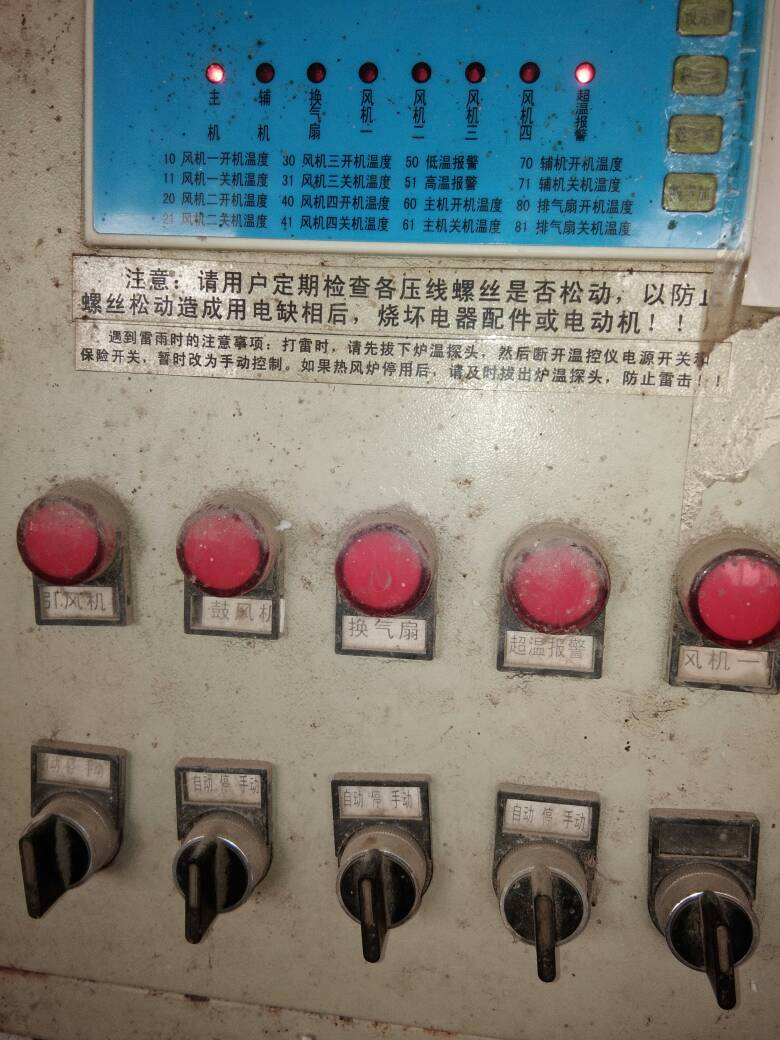 主机 辅机 换气扇 风机一 风机二 风机三 风机四 超温报警
10 风机一开机温度 30 风机三开机温度 50 低温报警 70 辅机开机温度
11 风机一关机温度 31 风机三关机温度 51 高温报警 71 辅机关机温度
20 风机二开机温度 40 风机四开机温度 60 主机开机温度 80 排气扇开机温度
21 风机二关机温度 41 风机四关机温度 61 主机关机温度 81 排气扇关机温度
注意：请用户定期检查各压线螺丝是否松动，以防止
螺丝松动造成用电缺相后，烧坏电器配件或电动机！！
遇到雷雨时的注意事项：打雷时，请先拔下炉温探头，然后断开温控仪电源开关和
保险开关，暂时改为手动控制。如果热风炉停用后，请及时拔出炉温探头，防止雷击！！
引风机 鼓风机 换气扇 超温报警 风机一
自动 停 手动 自动 停 手动 自动 停 手动 自动 停 手动